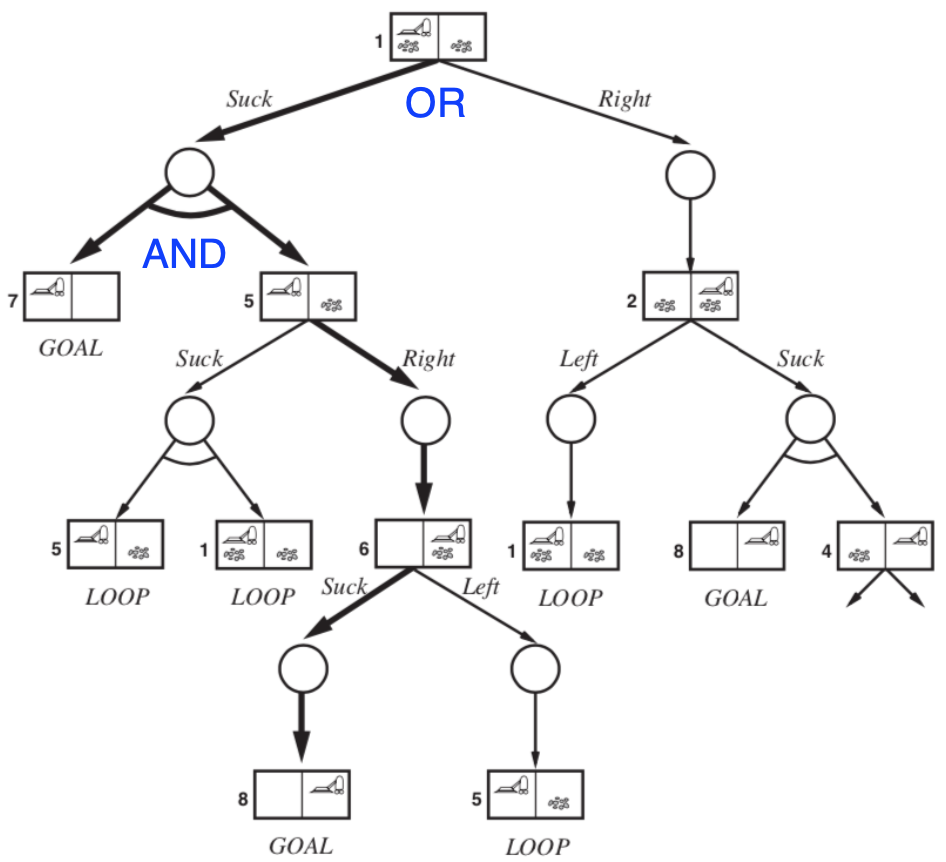 1
Suck OR Right
AND
7 5 2
GOAL
Suck Right Left Suck
5 1 6 1 8 4
LOOP LOOP Suck Left LOOP GOAL
8 5
GOAL LOOP